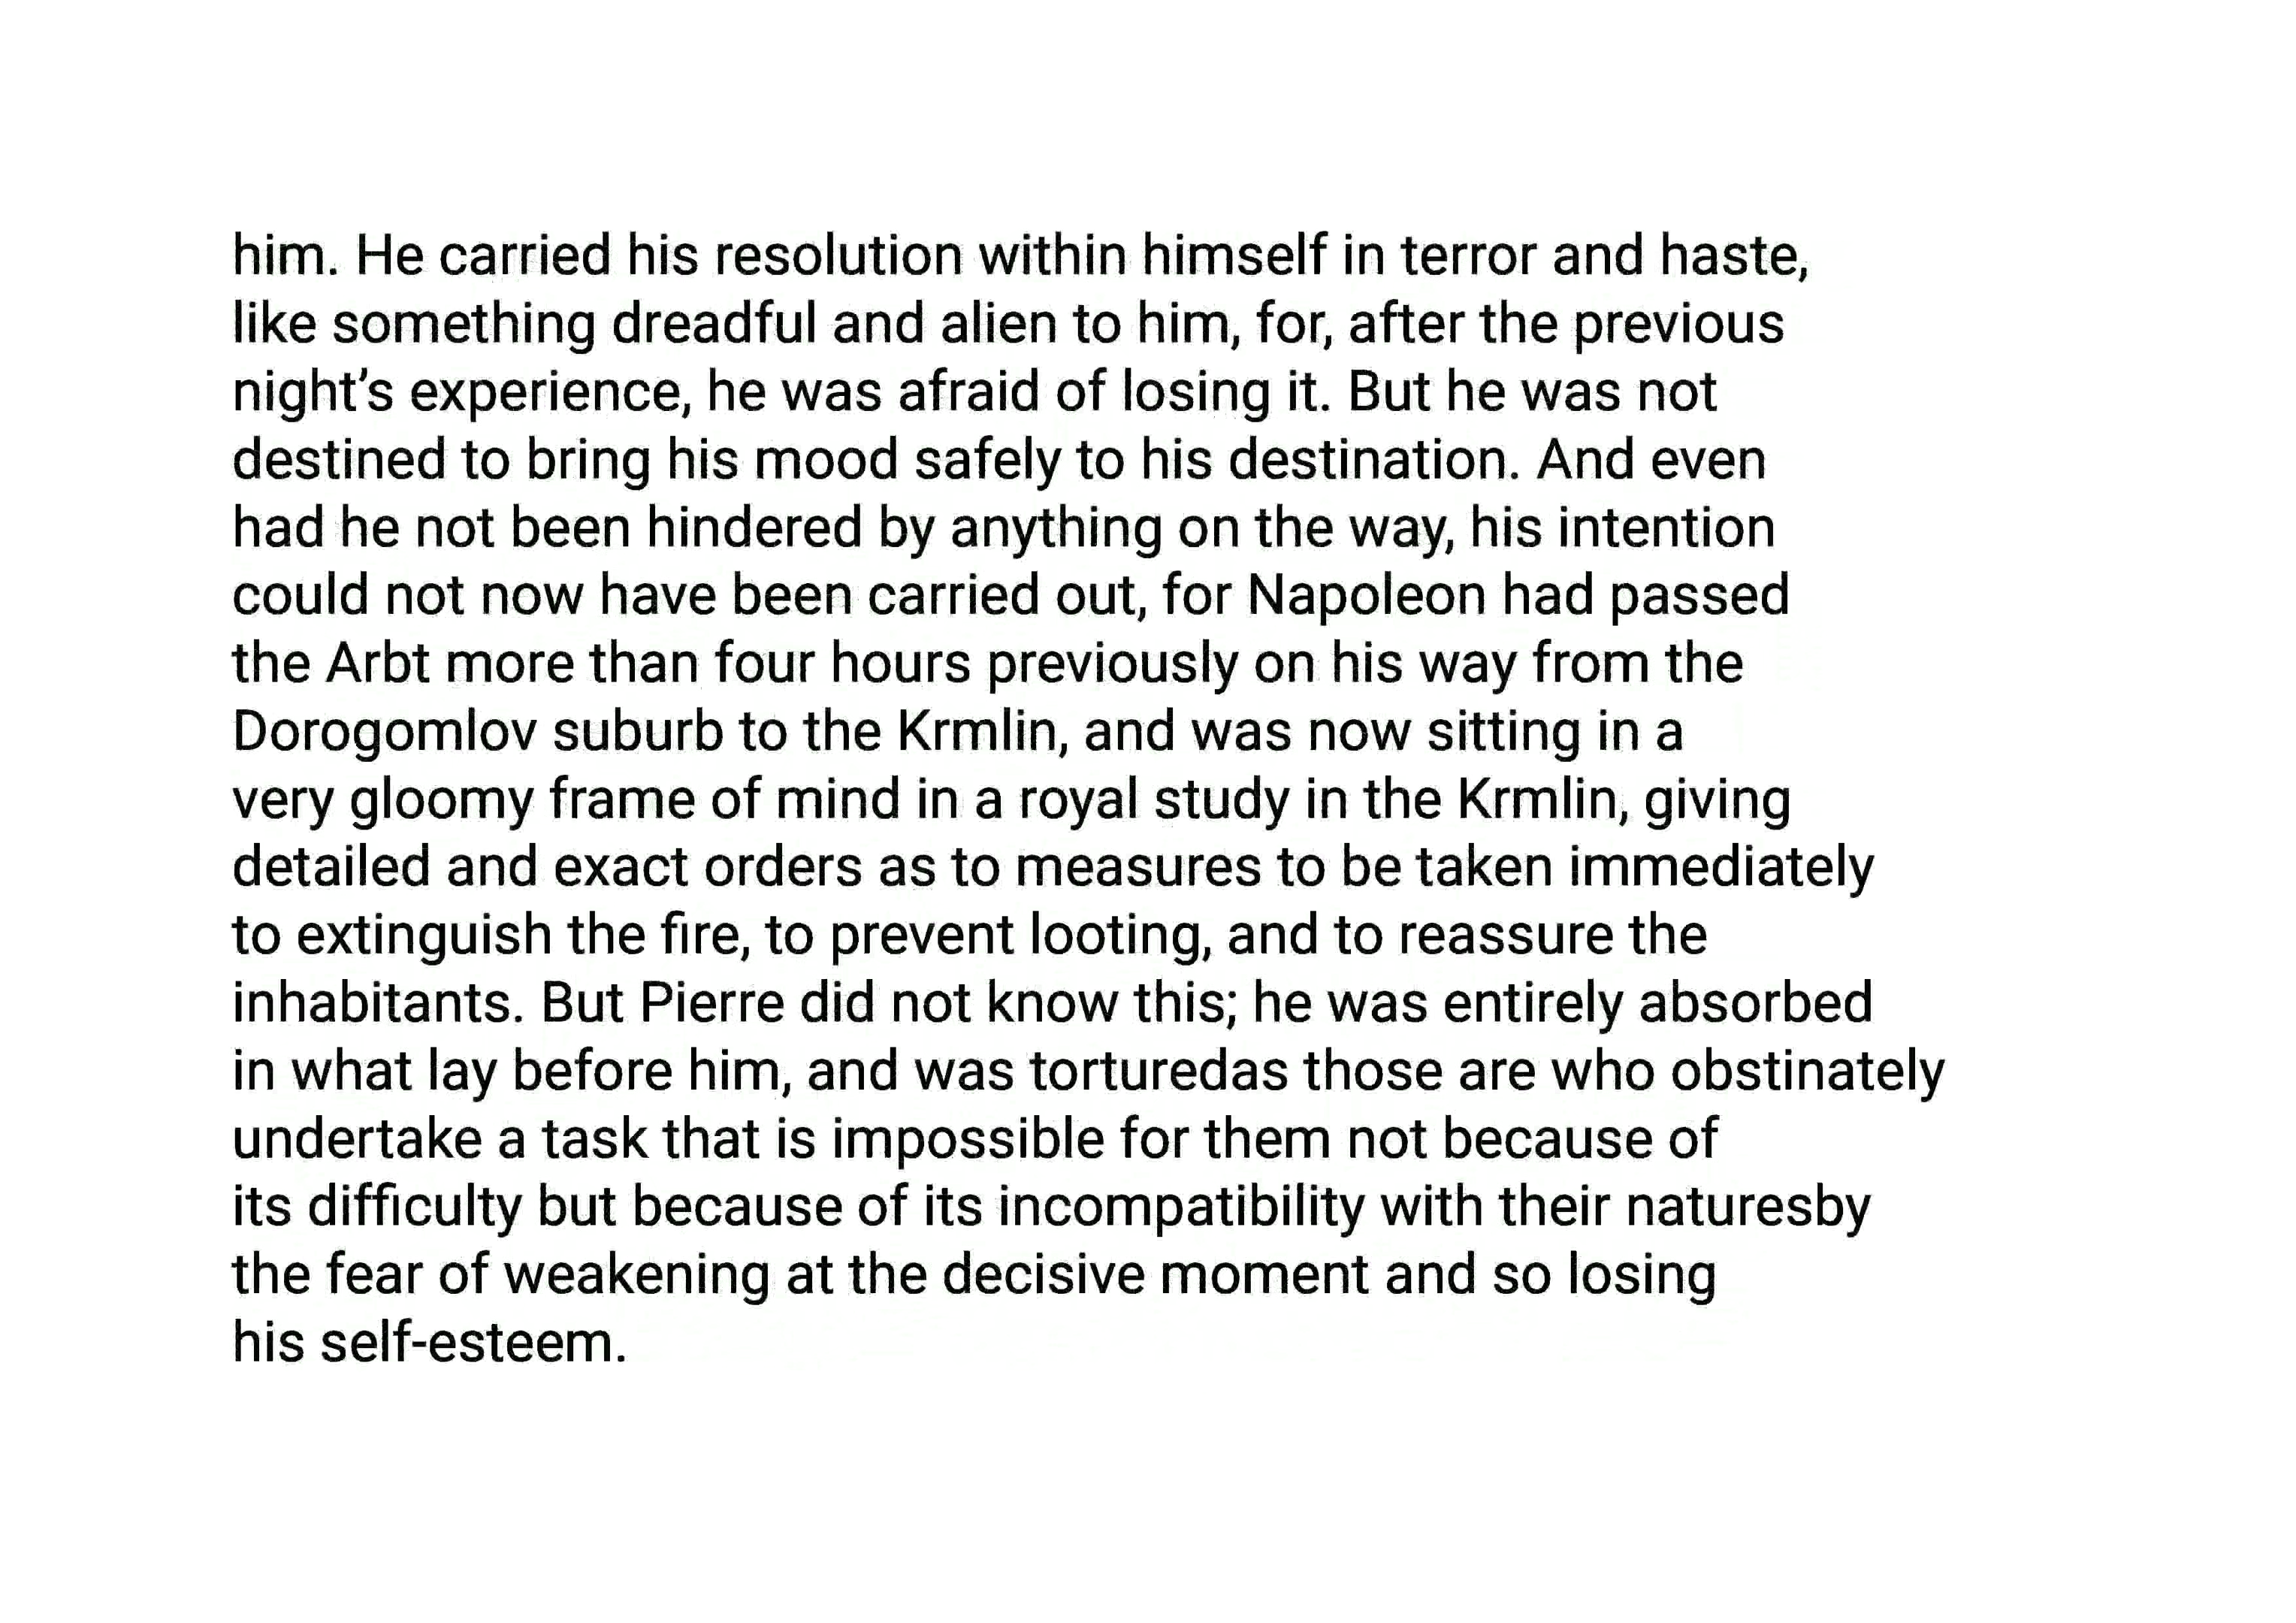 him. He carried his resolution within himself in terror and haste,
like something dreadful and alien to him, for, after the previous
night’s experience, he was afraid of losing it. But he was not
destined to bring his mood safely to his destination. And even
had he not been hindered by anything on the way, his intention
could not now have been carried out, for Napoleon had passed
the Arbt more than four hours previously on his way from the
Dorogomlov suburb to the Krmlin, and was now sitting in a
very gloomy frame of mind in a royal study in the Krmlin, giving
detailed and exact orders as to measures to be taken immediately
to extinguish the fire, to prevent looting, and to reassure the
inhabitants. But Pierre did not know this; he was entirely absorbed
in what lay before him, and was torturedas those are who obstinately
undertake a task that is impossible for them not because of
its difficulty but because of its incompatibility with their naturesby
the fear of weakening at the decisive moment and so losing
his self-esteem.